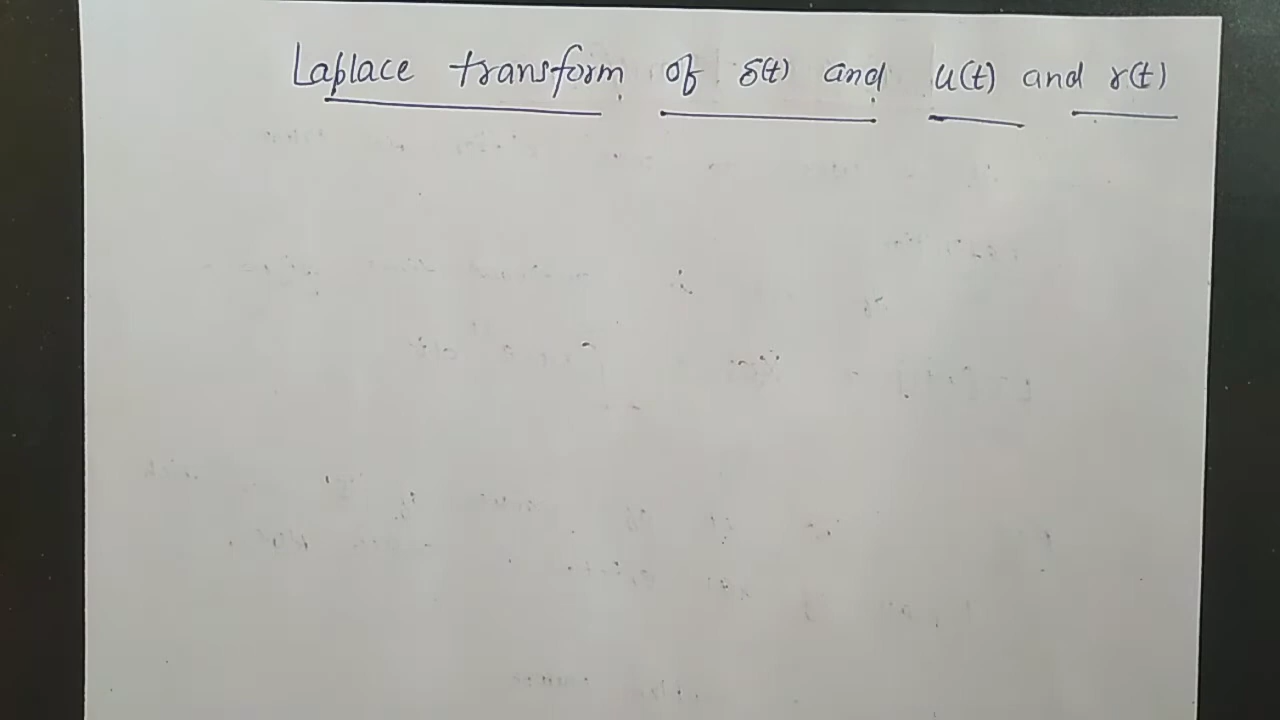 Laplace transform of δ(t) and u(t) and r(t)